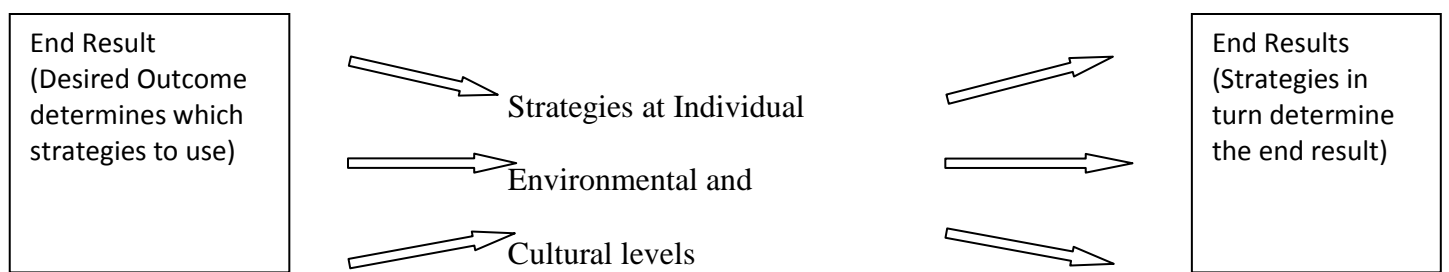 End Result
(Desired Outcome
determines which
strategies to use)
Strategies at Individual
Environmental and
Cultural levels
End Results
(Strategies in
turn determine
the end result)